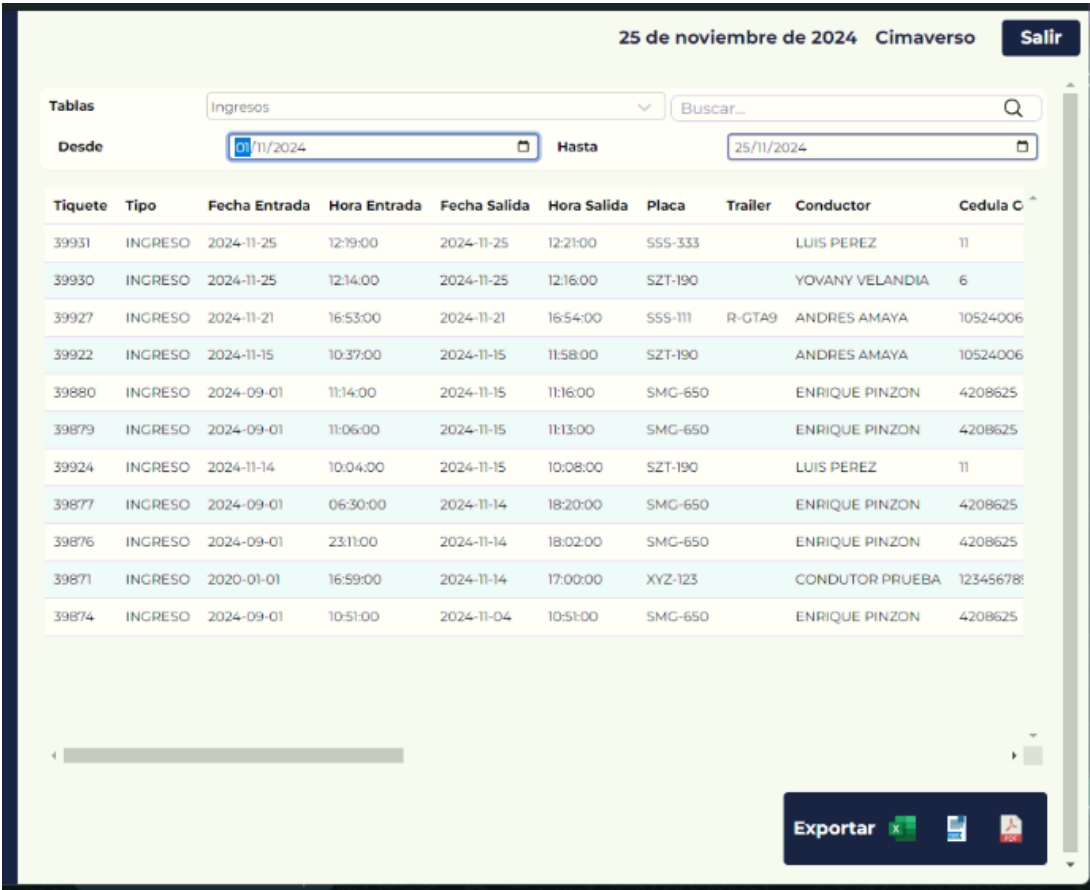 25 de noviembre de 2024 Cimaverso Salir
Tablas Ingresos Buscar...
Desde 01/11/2024 Hasta 25/11/2024
Tiquete Tipo Fecha Entrada Hora Entrada Fecha Salida Hora Salida Placa Trailer Conductor Cedula C
39931 INGRESO 2024-11-25 12:19:00 2024-11-25 12:21:00 SSS-333 LUIS PEREZ 11
39930 INGRESO 2024-11-25 12:14:00 2024-11-25 12:16:00 SZT-190 YOVANY VELANDIA 6
39927 INGRESO 2024-11-21 16:53:00 2024-11-21 16:54:00 SSS-111 R-GTA9 ANDRES AMAYA 10524006
39922 INGRESO 2024-11-15 10:37:00 2024-11-15 11:58:00 SZT-190 ANDRES AMAYA 10524006
39880 INGRESO 2024-09-01 11:14:00 2024-11-15 11:16:00 SMG-650 ENRIQUE PINZON 4208625
39879 INGRESO 2024-09-01 11:06:00 2024-11-15 11:13:00 SMG-650 ENRIQUE PINZON 4208625
39924 INGRESO 2024-11-14 10:04:00 2024-11-15 10:08:00 SZT-190 LUIS PEREZ 11
39877 INGRESO 2024-09-01 06:30:00 2024-11-14 18:20:00 SMG-650 ENRIQUE PINZON 4208625
39876 INGRESO 2024-09-01 23:11:00 2024-11-14 18:02:00 SMG-650 ENRIQUE PINZON 4208625
39871 INGRESO 2020-01-01 16:59:00 2024-11-14 17:00:00 XYZ-123 CONDUTOR PRUEBA 123456789
39874 INGRESO 2024-09-01 10:51:00 2024-11-04 10:51:00 SMG-650 ENRIQUE PINZON 4208625
Exportar X PDF